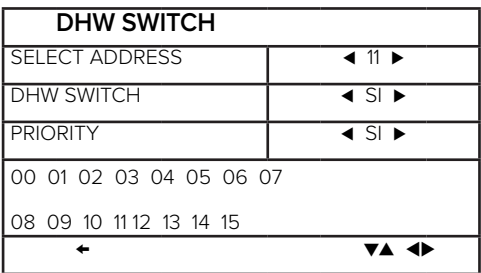 DHW SWITCH
SELECT ADDRESS ◄ 11 ►
DHW SWITCH ◄ SI ►
PRIORITY ◄ SI ►
00 01 02 03 04 05 06 07
08 09 10 11 12 13 14 15
← ▼▲ ◄►